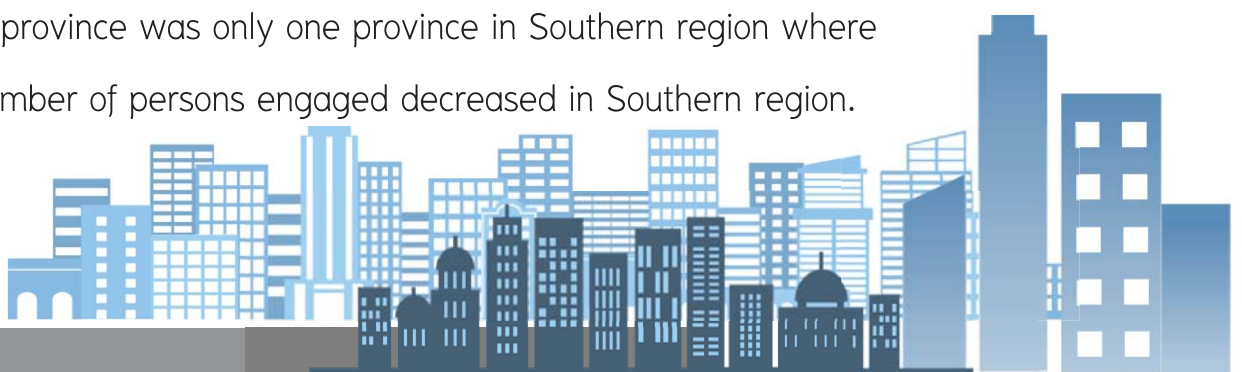 province was only one province in Southern region where
mber of persons engaged decreased in Southern region.